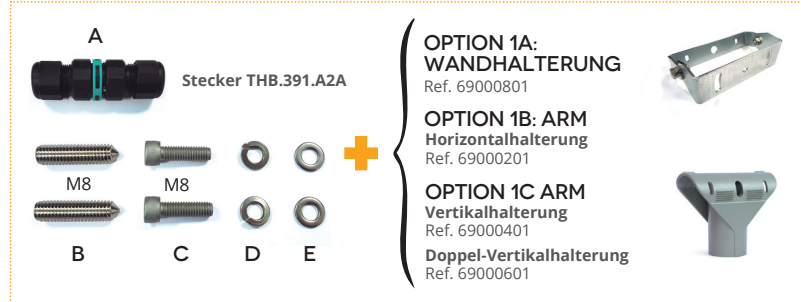 A
Stecker THB.391.A2A
M8
M8
B
C
D
E
OPTION 1A:
WANDHALTERUNG
Ref. 69000801
OPTION 1B: ARM
Horizontalhalterung
Ref. 69000201
OPTION 1C ARM
Vertikalhalterung
Ref. 69000401
Doppel-Vertikalhalterung
Ref. 69000601